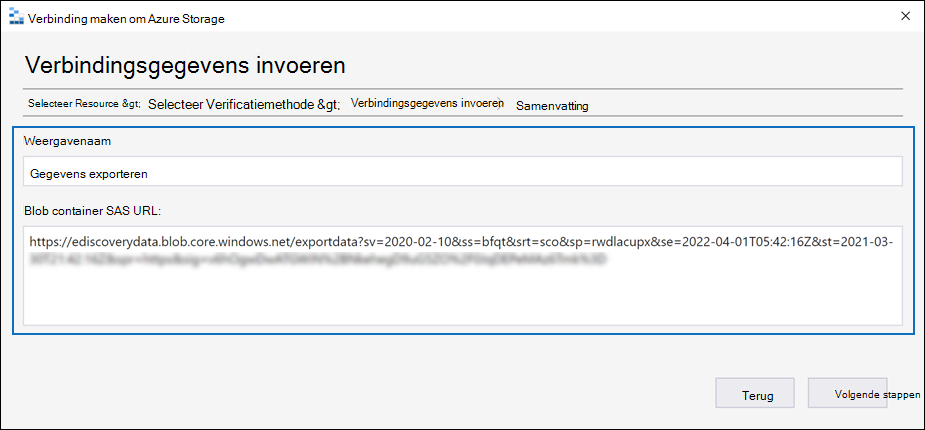 Verbinding maken om Azure Storage
Verbindingsgegevens invoeren
Selecteer Resource &gt; Selecteer Verificatiemethode &gt; Verbindingsgegevens invoeren Samenvatting
Weergavenaam
Gegevens exporteren
Blob container SAS URL:
https://ediscoverydata.blob.core.windows.net/exportdata?sv=2020-02-10&ss=bfqt&srt=sco&sp=rwdlacupx&se=2022-04-01T05:42:16Z&st=2021-03-
Terug Volgende stappen